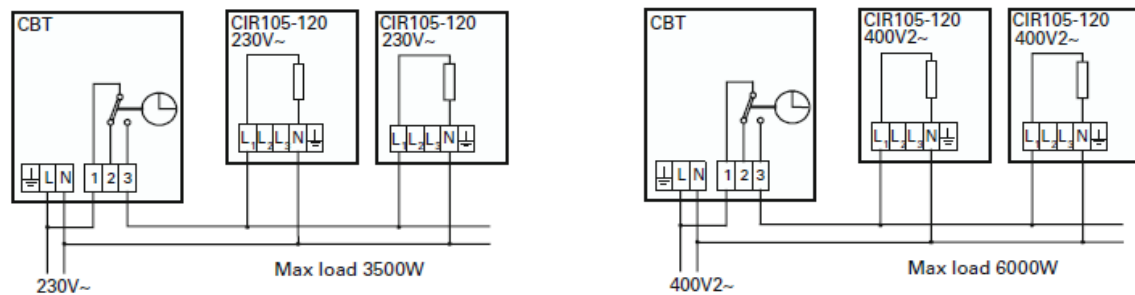 CBT
CIR105-120
230V~
CIR105-120
230V~
L1 L2 L3 N
L1 L2 L3 N
L N
1 2 3
Max load 3500W
230V~
CBT
CIR105-120
400V2~
CIR105-120
400V2~
L1 L2 L3 N
L1 L2 L3 N
L N
1 2 3
Max load 6000W
400V2~